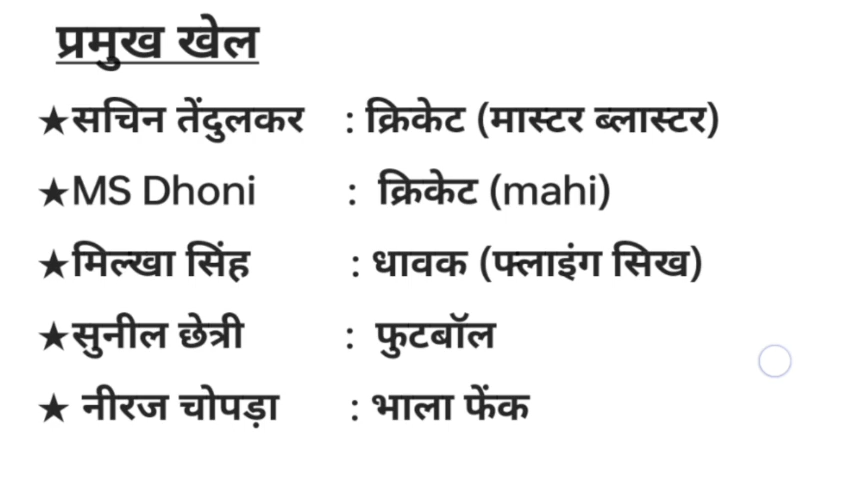 प्रमुख खेल
★सचिन तेंदुलकर : क्रिकेट (मास्टर ब्लास्टर)
★MS Dhoni : क्रिकेट (mahi)
★मिल्खा सिंह : धावक (फ्लाइंग सिख)
★सुनील छेत्री : फुटबॉल
★ नीरज चोपड़ा : भाला फेंक